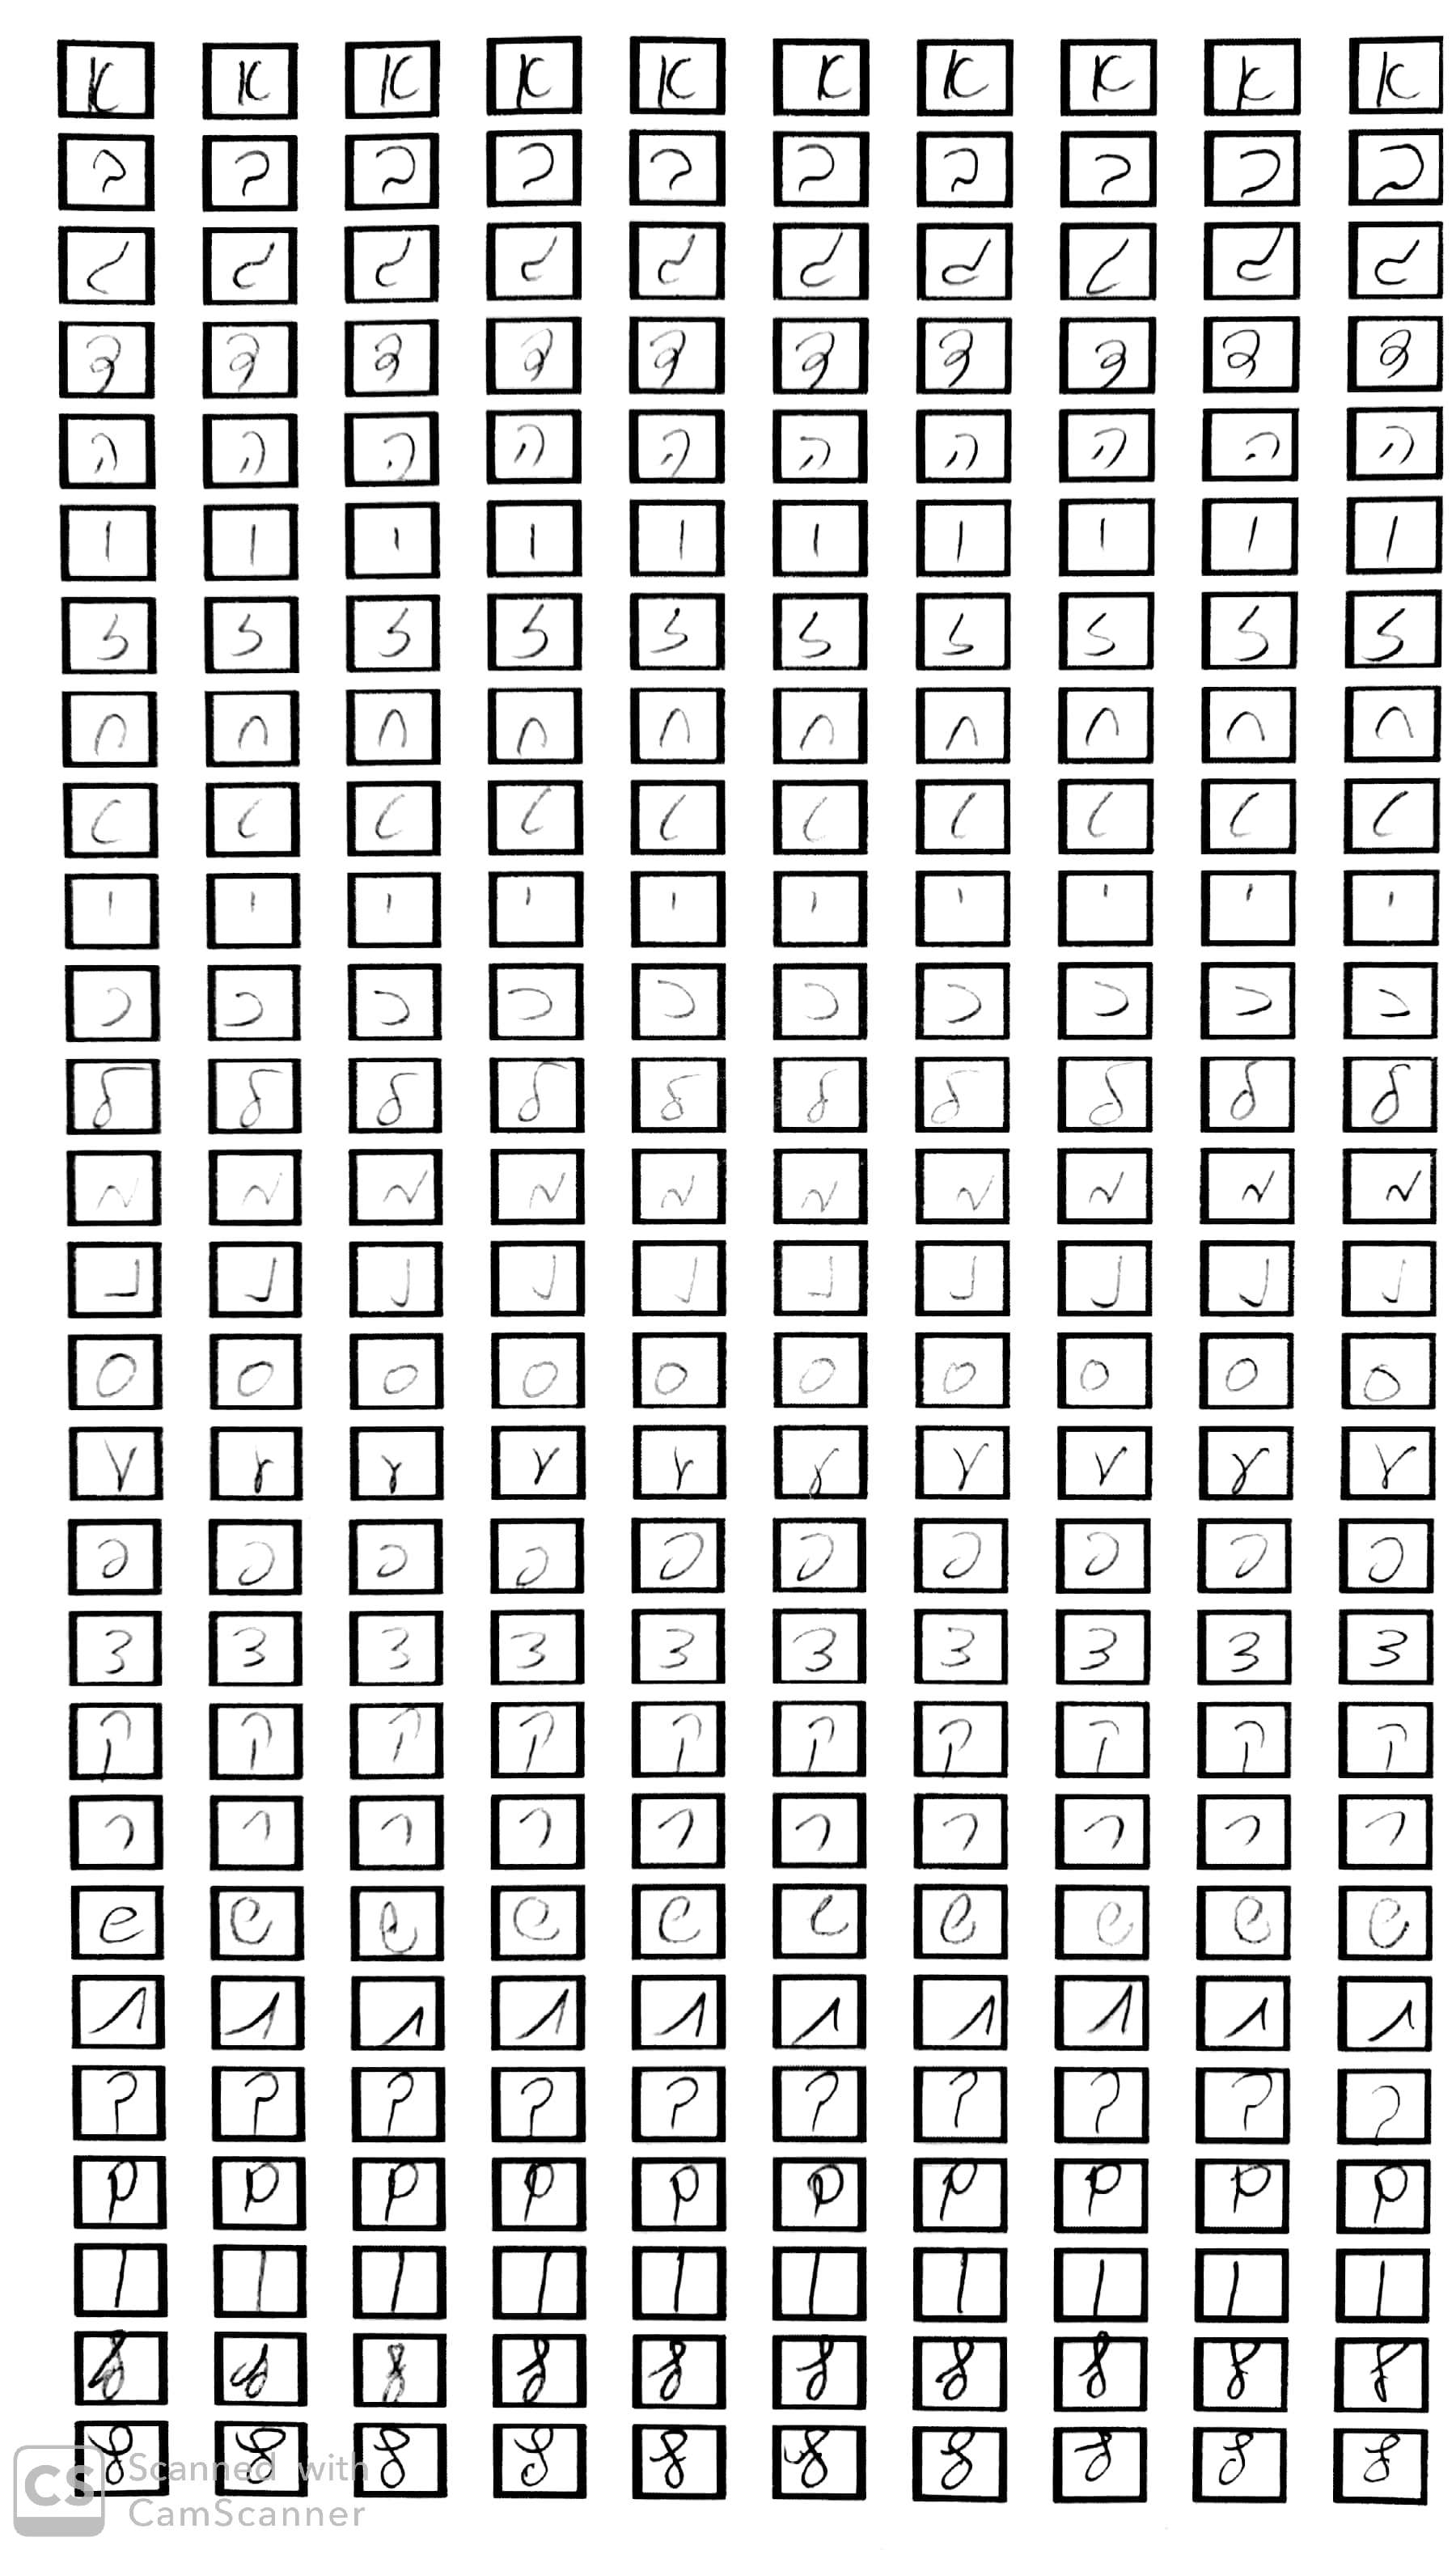 א א א א א א א א א א
ב ב ב ב ב ב ב ב ב ב
ג ג ג ג ג ג ג ג ג ג
ד ד ד ד ד ד ד ד ד ד
ה ה ה ה ה ה ה ה ה ה
ו ו ו ו ו ו ו ו ו ו
ז ז ז ז ז ז ז ז ז ז
ח ח ח ח ח ח ח ח ח ח
ט ט ט ט ט ט ט ט ט ט
י י י י י י י י י י
כ כ כ כ כ כ כ כ כ כ
ל ל ל ל ל ל ל ל ל ל
מ מ מ מ מ מ מ מ מ מ
נ נ נ נ נ נ נ נ נ נ
ס ס ס ס ס ס ס ס ס ס
ע ע ע ע ע ע ע ע ע ע
פ פ פ פ פ פ פ פ פ פ
צ צ צ צ צ צ צ צ צ צ
ק ק ק ק ק ק ק ק ק ק
ר ר ר ר ר ר ר ר ר ר
ש ש ש ש ש ש ש ש ש ש
ת ת ת ת ת ת ת ת ת ת
ך ך ך ך ך ך ך ך ך ך
ם ם ם ם ם ם ם ם ם ם
ן ן ן ן ן ן ן ן ן ן
ף ף ף ף ף ף ף ף ף ף
ץ ץ ץ ץ ץ ץ ץ ץ ץ ץ
CS Scanned with
CamScanner